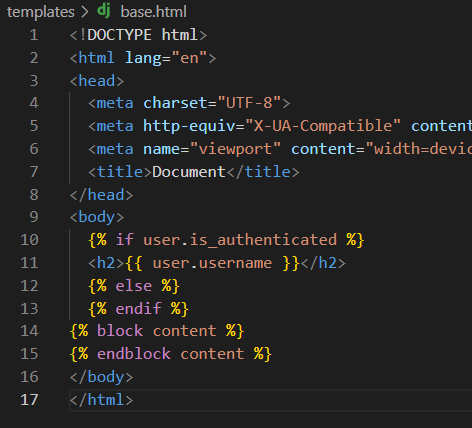 templates > dj base.html
1 <!DOCTYPE html>
2 <html lang="en">
3 <head>
4 <meta charset="UTF-8">
5 <meta http-equiv="X-UA-Compatible" content
6 <meta name="viewport" content="width=devic
7 <title>Document</title>
8 </head>
9 <body>
10 {% if user.is_authenticated %}
11 <h2>{{ user.username }}</h2>
12 {% else %}
13 {% endif %}
14 {% block content %}
15 {% endblock content %}
16 </body>
17 </html>